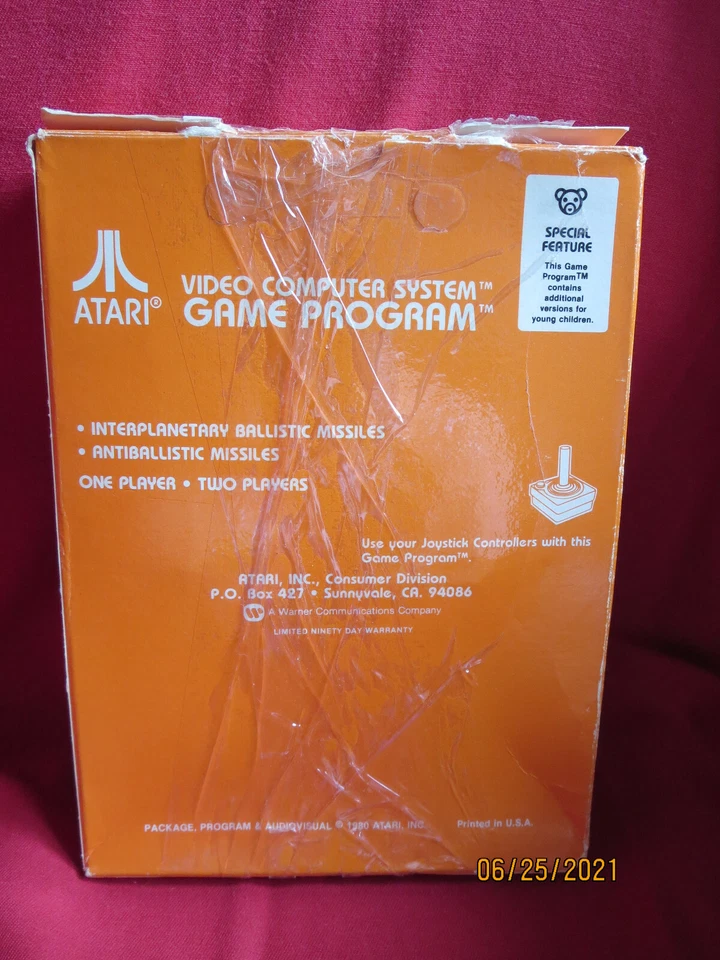 SPECIAL
FEATURE
This Game
Program™
contains
additional
versions for
young children.
ATARI®
VIDEO COMPUTER SYSTEM™
GAME PROGRAM™
• INTERPLANETARY BALLISTIC MISSILES
• ANTIBALLISTIC MISSILES
ONE PLAYER • TWO PLAYERS
Use your Joystick Controllers with this
Game Program™.
ATARI, INC., Consumer Division
P.O. Box 427 • Sunnyvale, CA. 94086
A Warner Communications Company
LIMITED NINETY DAY WARRANTY
PACKAGE, PROGRAM & AUDIOVISUAL © 1980 ATARI, INC.
Printed in U.S.A.
06/25/2021